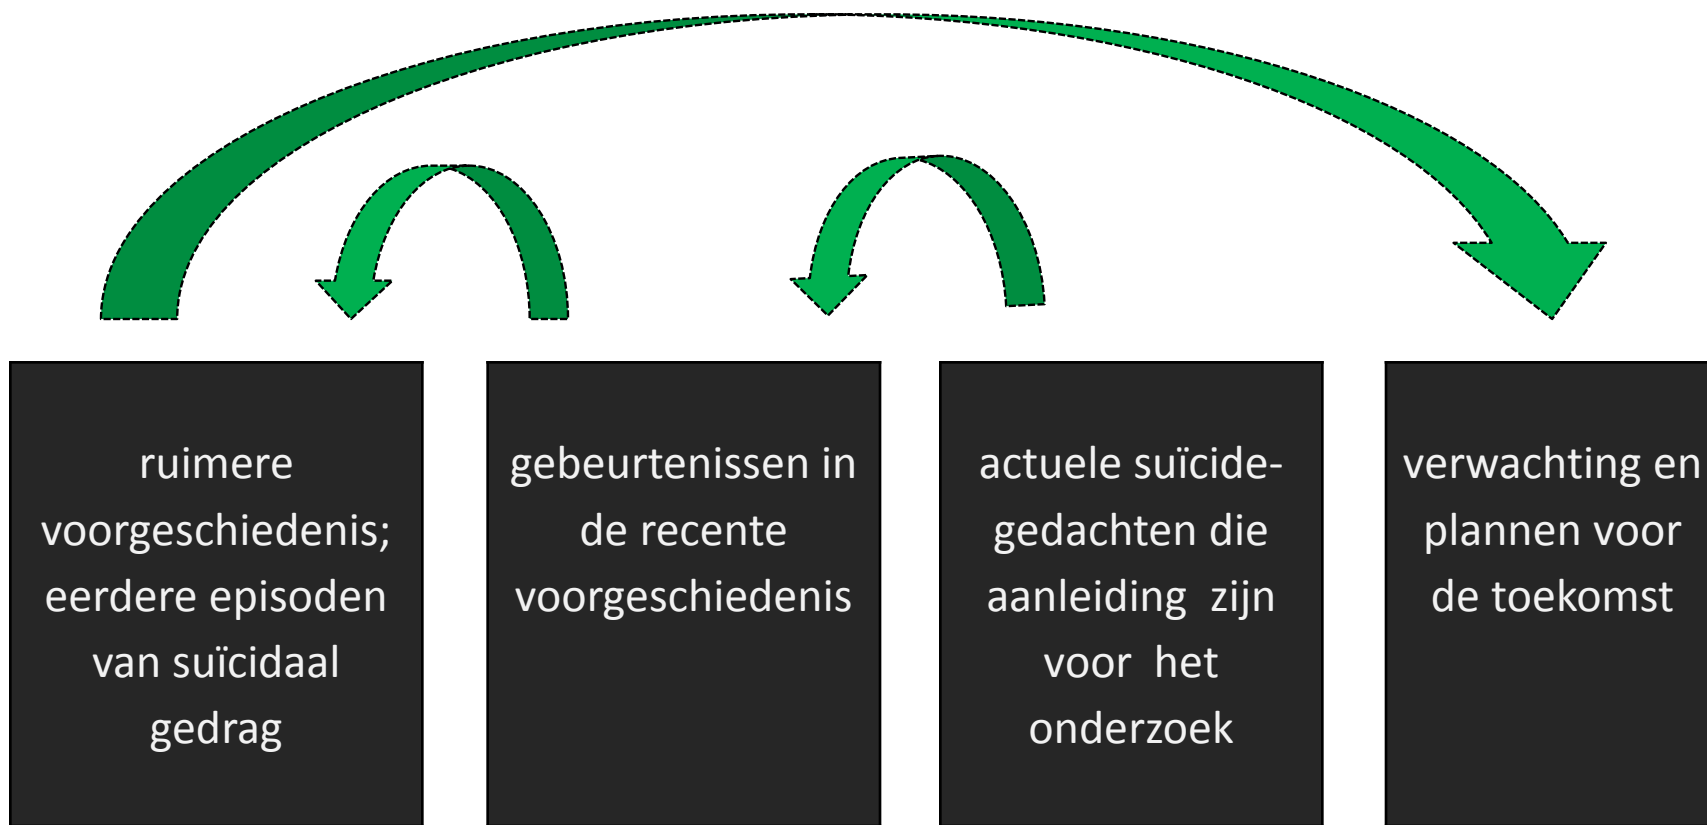 ruimere
voorgeschiedenis;
eerdere episoden
van suïcidaal
gedrag
gebeurtenissen in
de recente
voorgeschiedenis
actuele suïcide-
gedachten die
aanleiding zijn
voor het
onderzoek
verwachting en
plannen voor
de toekomst